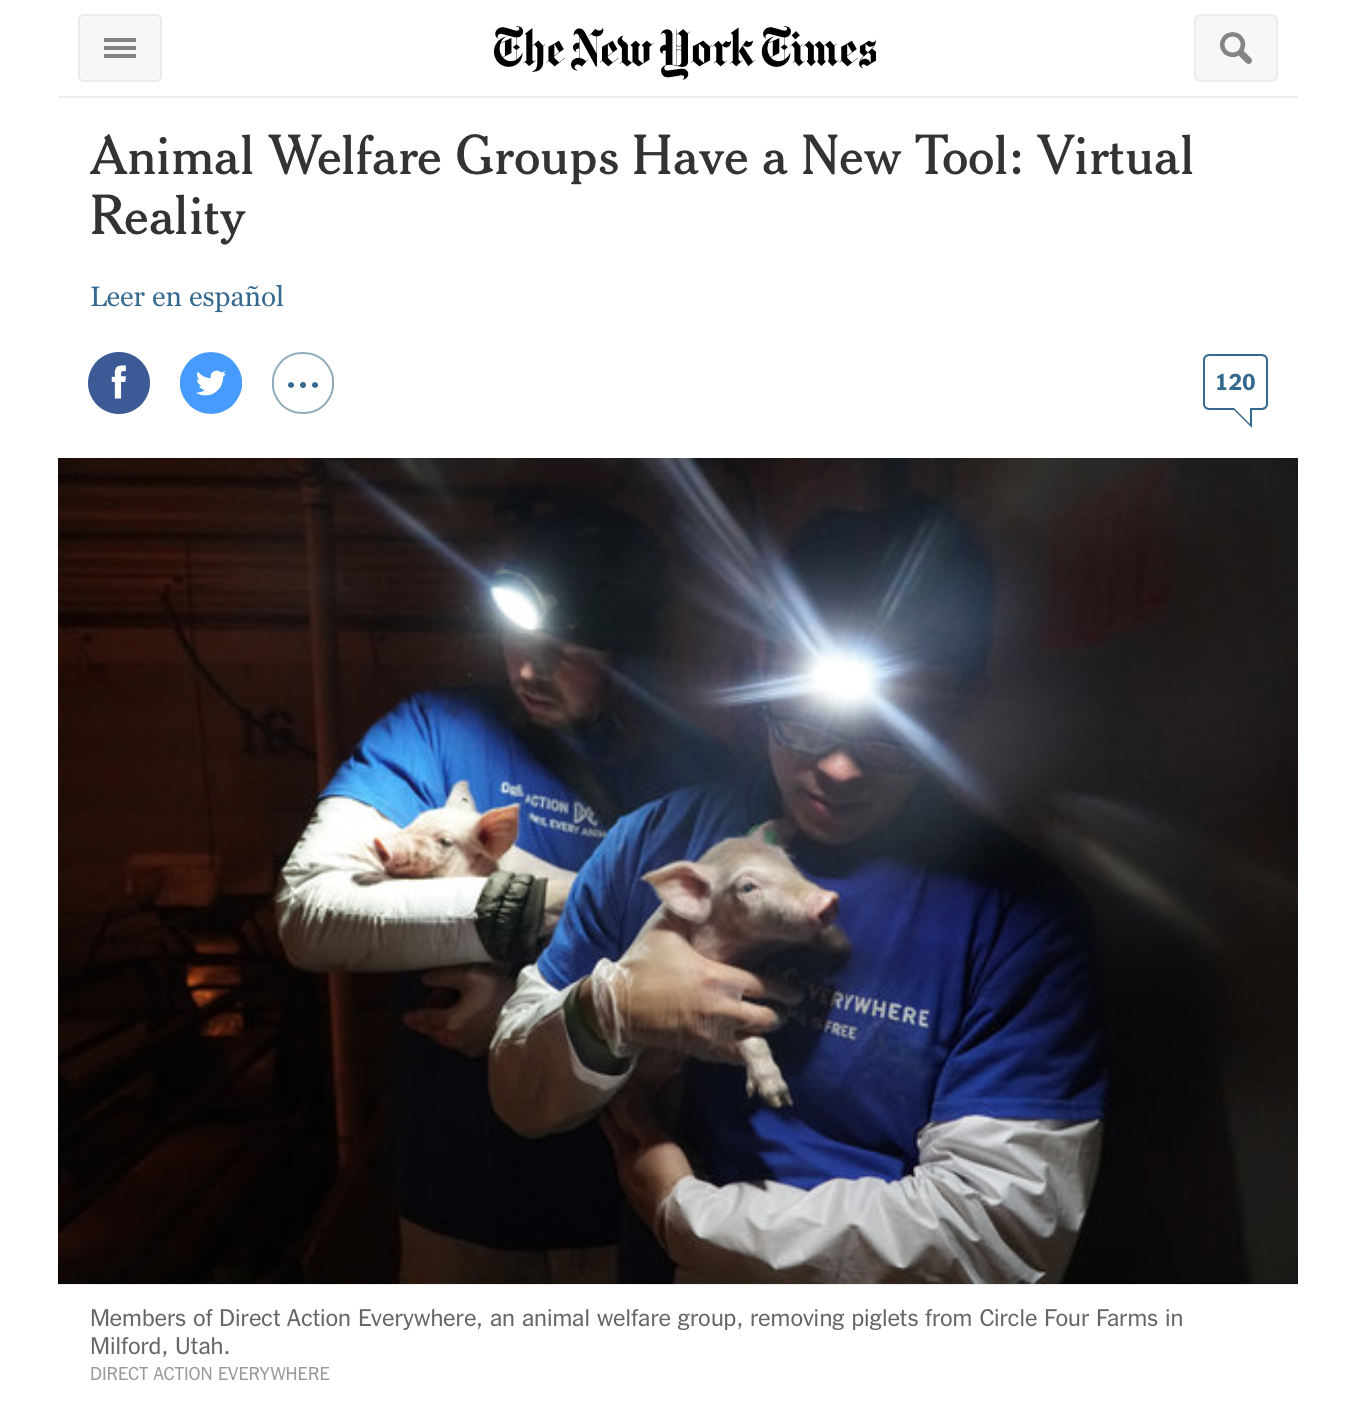 The New York Times
Animal Welfare Groups Have a New Tool: Virtual
Reality
Leer en español
120
ACTION
EVERY
EVERYWHERE
FREE
Members of Direct Action Everywhere, an animal welfare group, removing piglets from Circle Four Farms in
Milford, Utah.
DIRECT ACTION EVERYWHERE